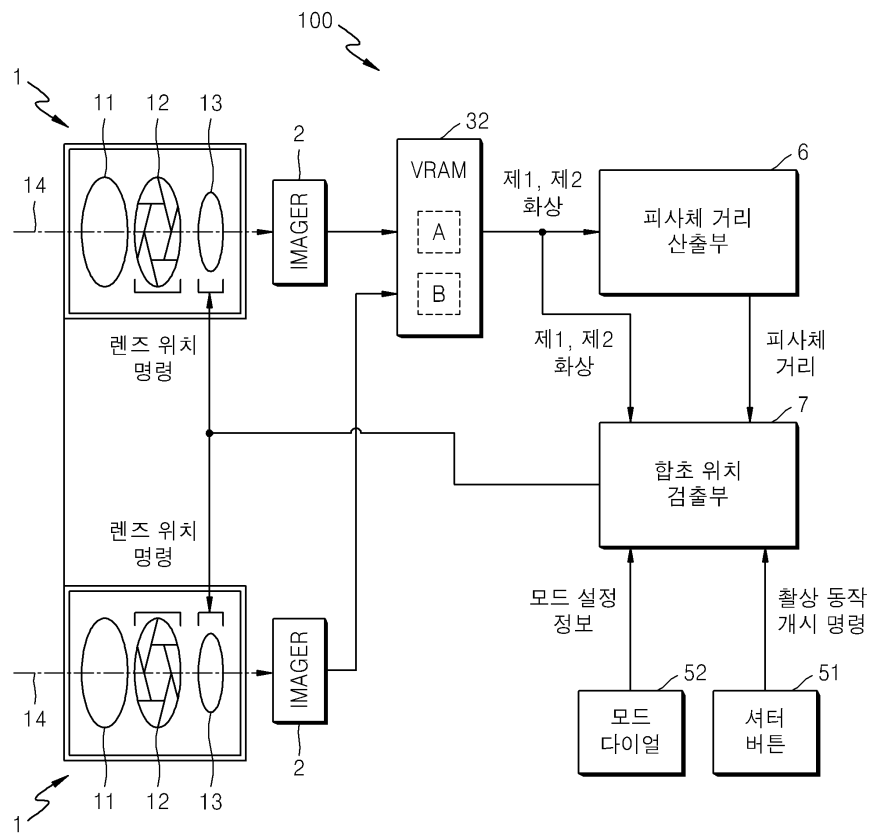 100
1
11
12
13
14
2
IMAGER
32
VRAM
A
B
제1, 제2
화상
6
피사체 거리
산출부
렌즈 위치
명령
제1, 제2
화상
피사체
거리
7
합초 위치
검출부
렌즈 위치
명령
모드 설정
정보
촬상 동작
개시 명령
IMAGER
2
14
11
12
13
1
52
모드
다이얼
51
셔터
버튼